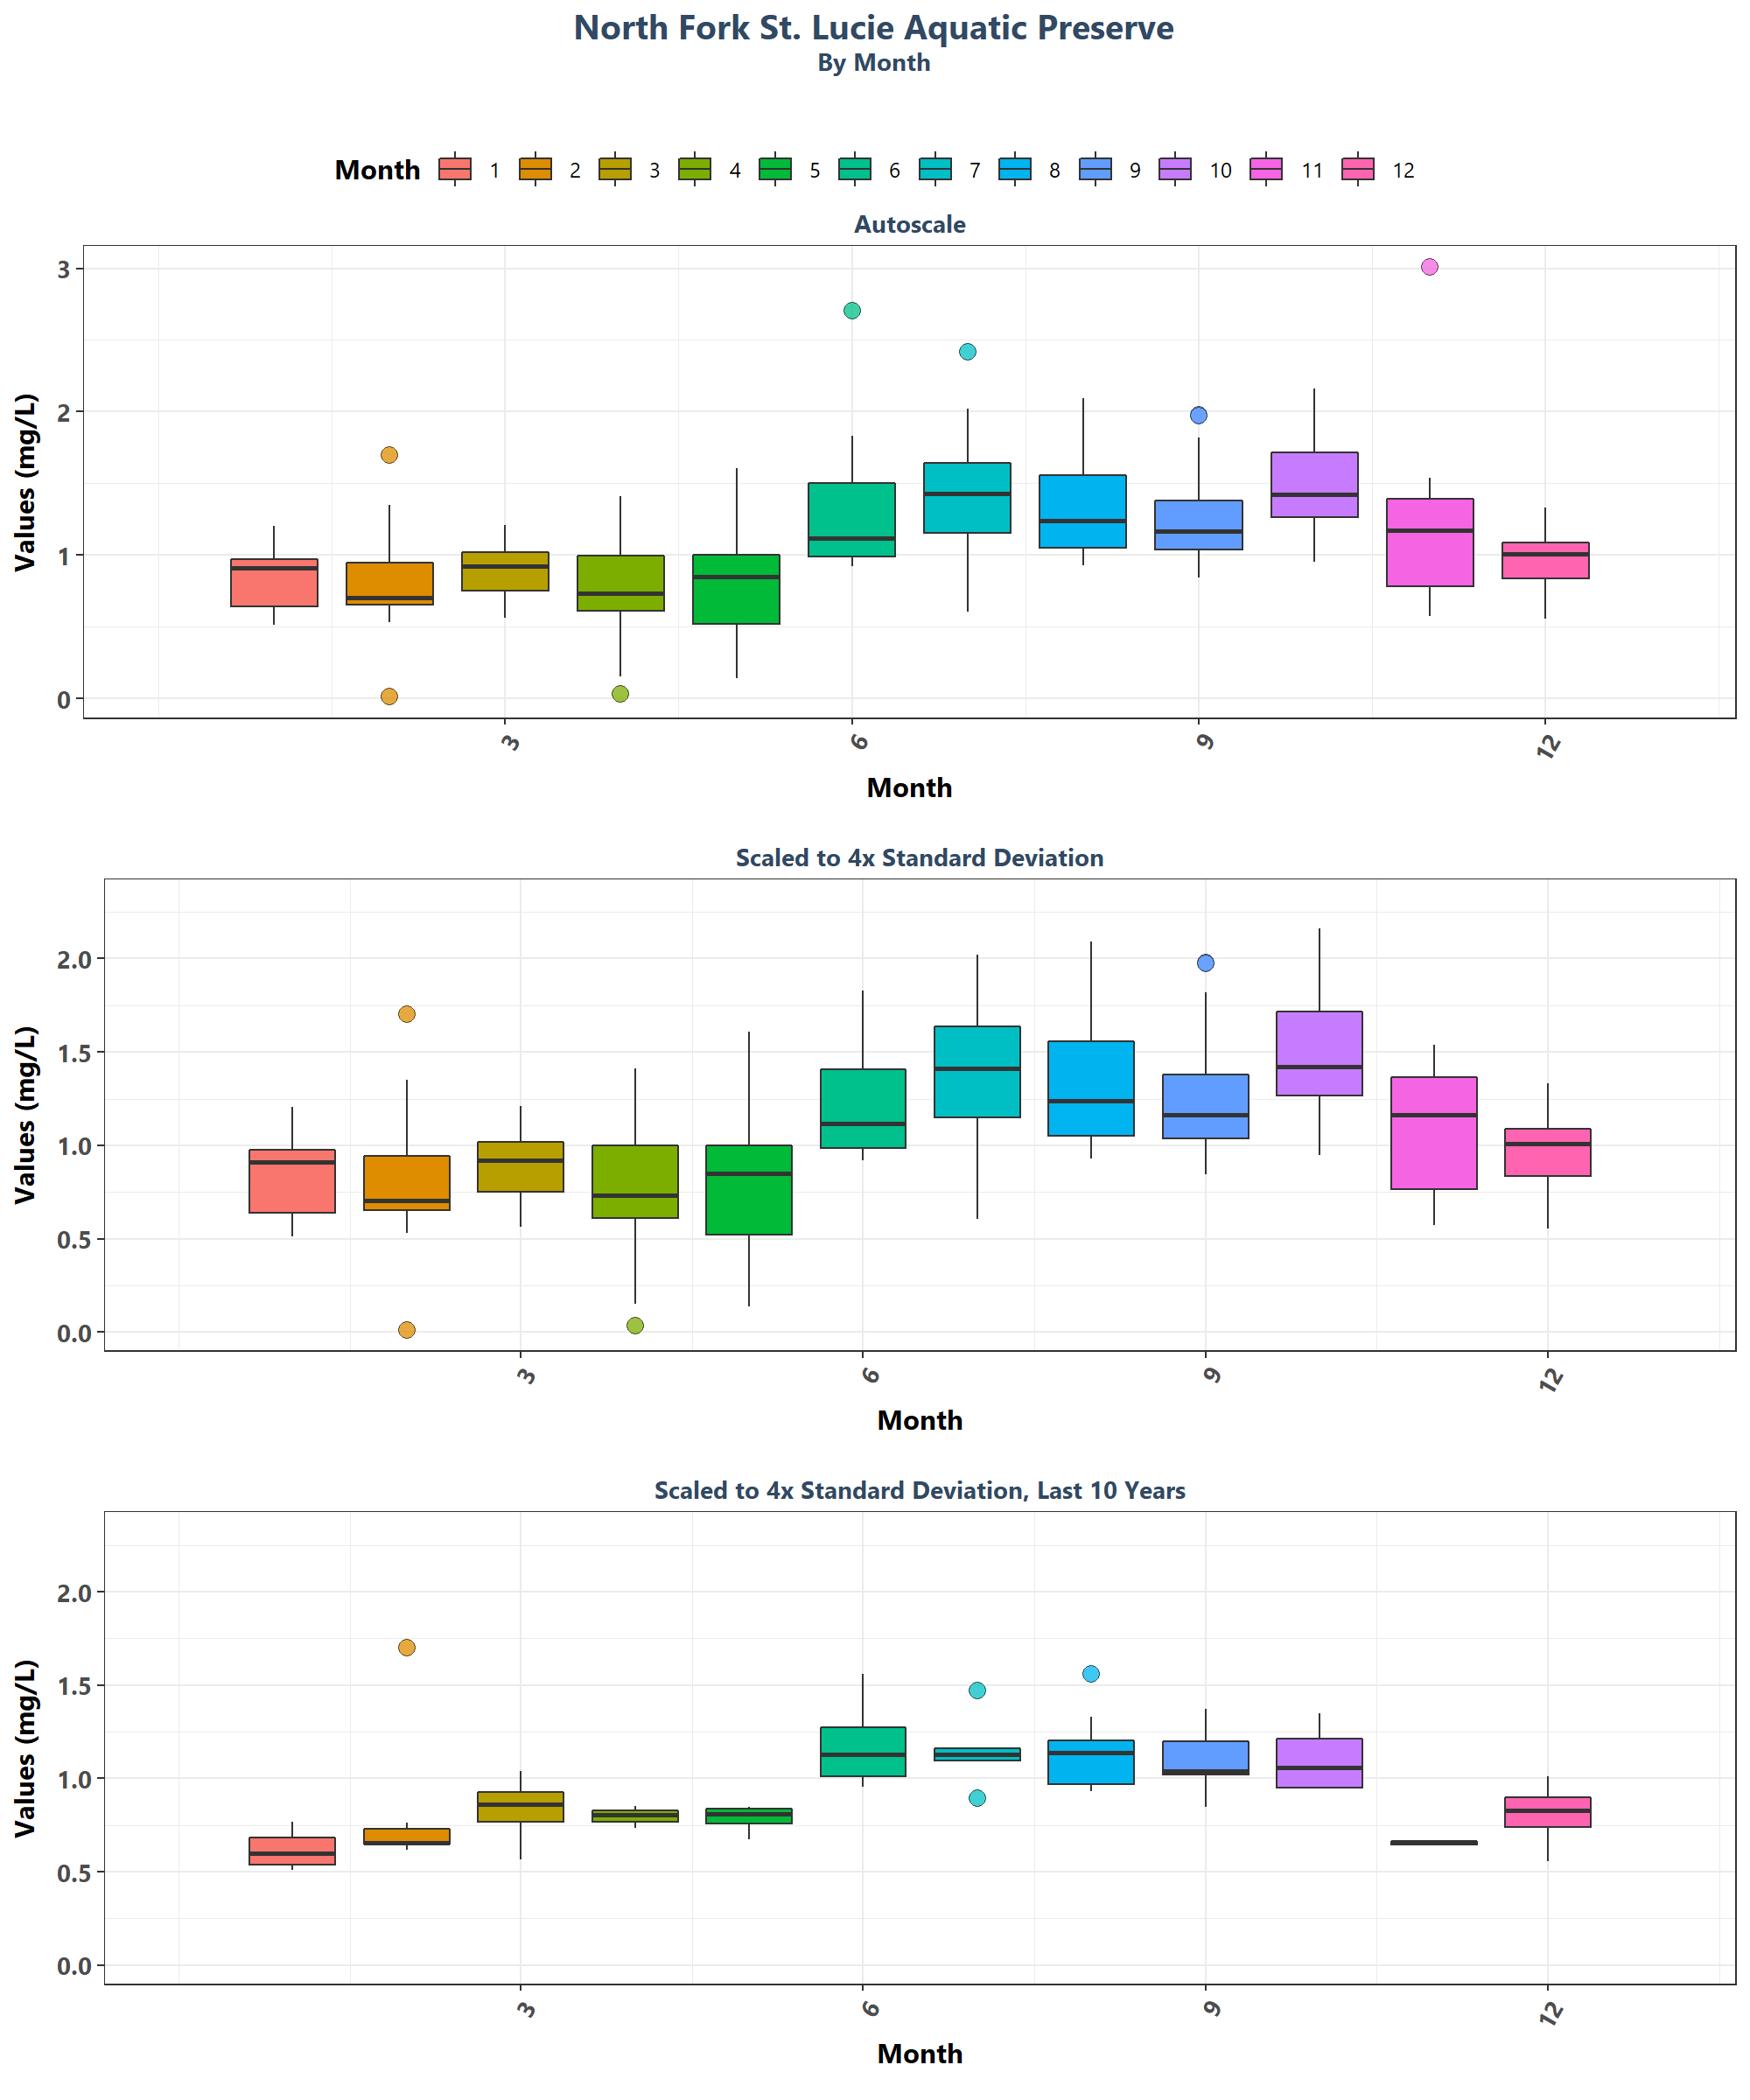 North Fork St. Lucie Aquatic Preserve
By Month
Month 1 2 3 4 5 6 7 8 9 10 11 12
Autoscale
Values (mg/L)
3
2
1
0
3 6 9 12
Month
Scaled to 4x Standard Deviation
Values (mg/L)
2.0
1.5
1.0
0.5
0.0
3 6 9 12
Month
Scaled to 4x Standard Deviation, Last 10 Years
Values (mg/L)
2.0
1.5
1.0
0.5
0.0
3 6 9 12
Month